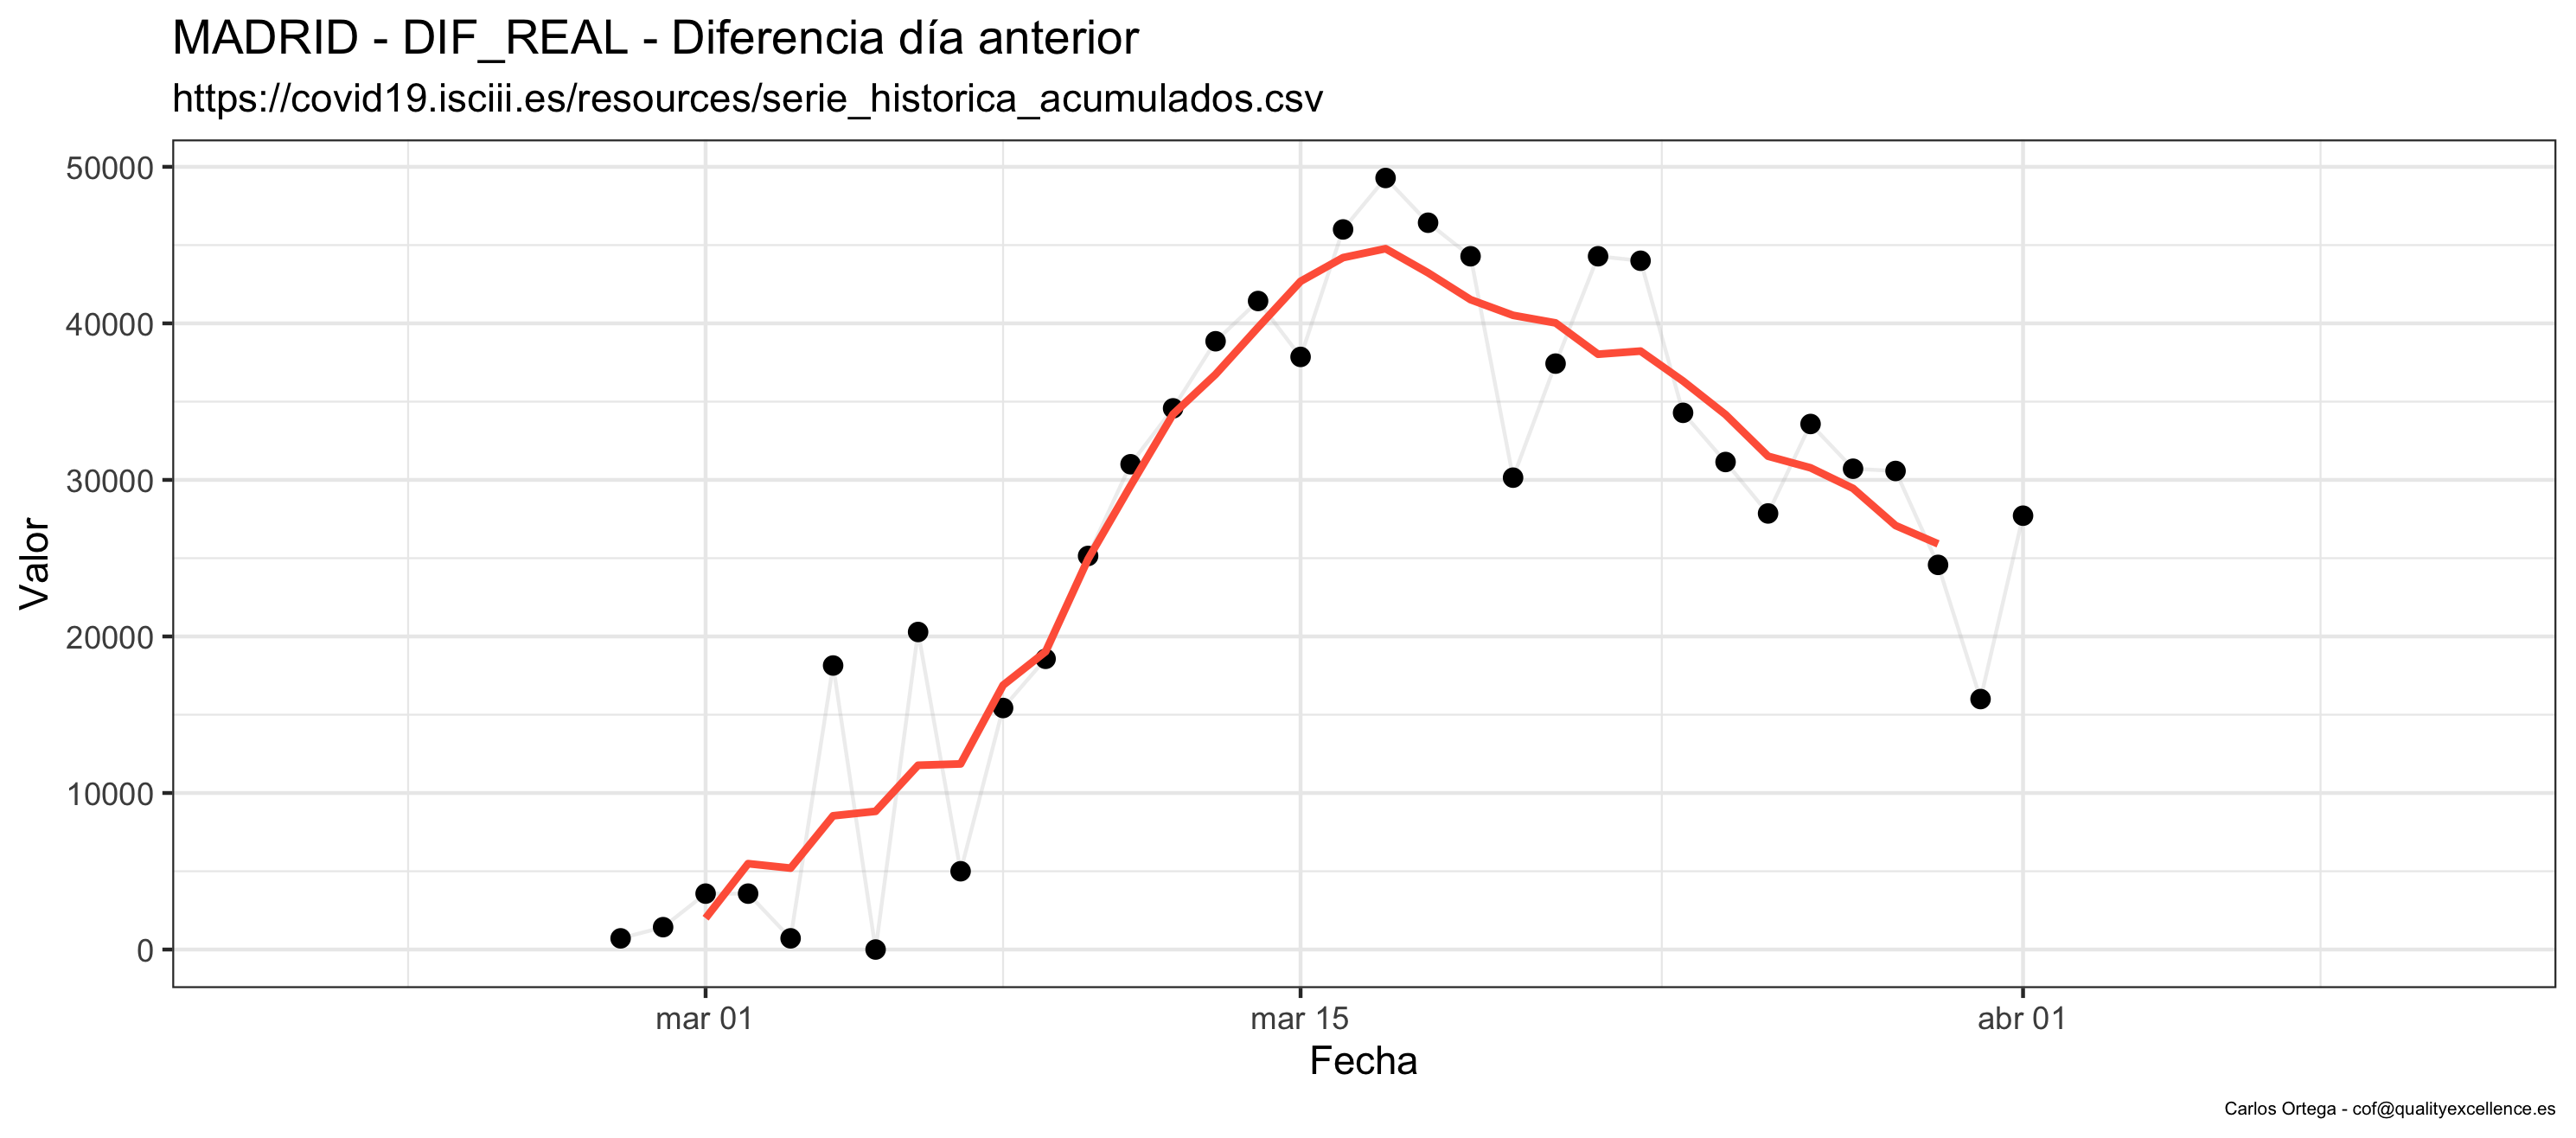 MADRID - DIF_REAL - Diferencia día anterior
https://covid19.isciii.es/resources/serie_historica_acumulados.csv
50000
40000
30000
20000
10000
0
Valor
mar 01
mar 15
abr 01
Fecha
Carlos Ortega - cof@qualityexcellence.es